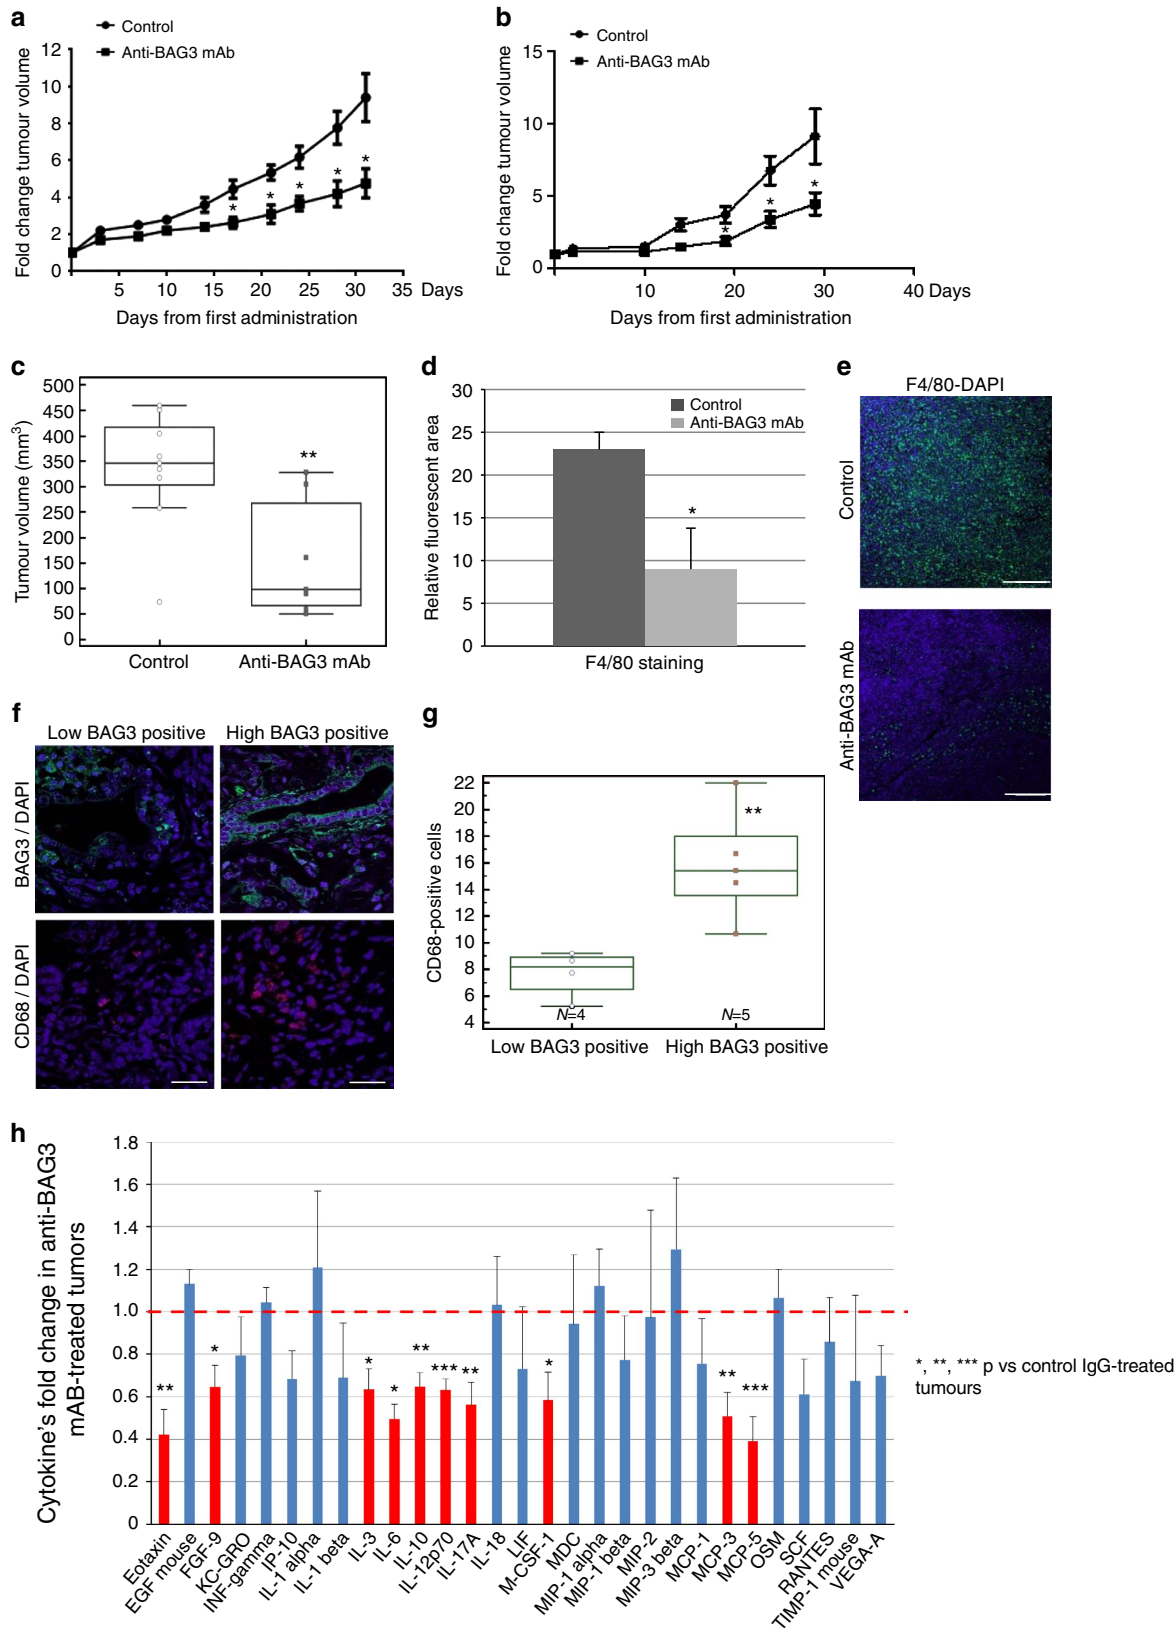 a
Control
Anti-BAG3 mAb
Fold change tumour volume
12
10
8
6
4
2
0
* * * * *
5 10 15 20 25 30 35 Days
Days from first administration
b
Control
Anti-BAG3 mAb
Fold change tumour volume
15
10
5
0
* * *
10 20 30 40 Days
Days from first administration
c
Tumour volume (mm3)
500
450
400
350
300
250
200
150
100
50
0
**
Control Anti-BAG3 mAb
d
Relative fluorescent area
30
25
20
15
10
5
0
Control
Anti-BAG3 mAb
*
F4/80 staining
e
F4/80-DAPI
Control
Anti-BAG3 mAb
f
Low BAG3 positive High BAG3 positive
BAG3 / DAPI
CD68 / DAPI
g
CD68-positive cells
22
20
18
16
14
12
10
8
6
4
**
N=4 N=5
Low BAG3 positive High BAG3 positive
h
Cytokine's fold change in anti-BAG3
mAB-treated tumors
1.8
1.6
1.4
1.2
1.0
0.8
0.6
0.4
0.2
0
** * * * ** *** ** * ** ***
Eotaxin
EGF mouse
FGF-9
KC-GRO
INF-gamma
IP-10
IL-1 alpha
IL-1 beta
IL-3
IL-6
IL-10
IL-12p70
IL-17A
IL-18
LIF
M-CSF-1
MDC
MIP-1 alpha
MIP-1 beta
MIP-2
MIP-3 beta
MCP-1
MCP-3
MCP-5
OSM
SCF
RANTES
TIMP-1 mouse
VEGA-A
*, **, *** p vs control IgG-treated
tumours